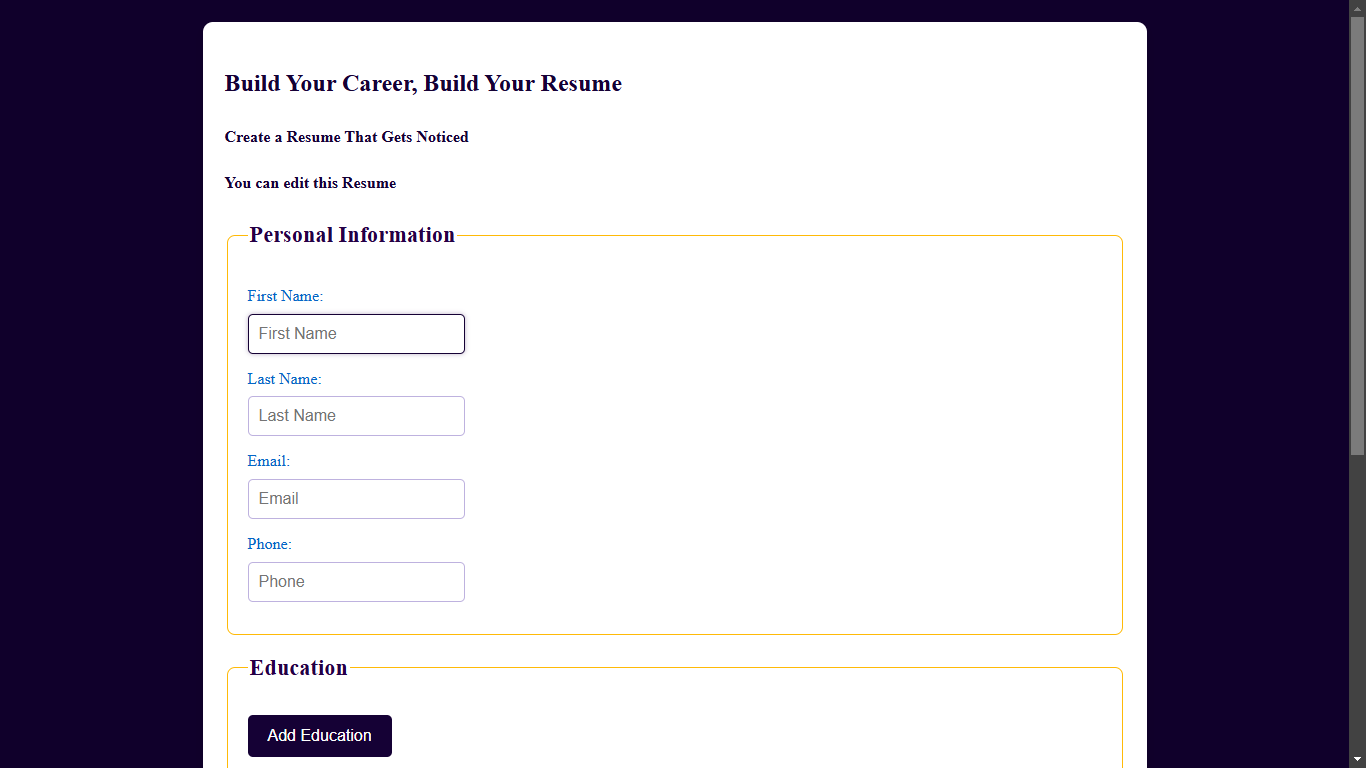 Build Your Career, Build Your Resume
Create a Resume That Gets Noticed
You can edit this Resume
Personal Information
First Name:
First Name
Last Name:
Last Name
Email:
Email
Phone:
Phone
Education
Add Education